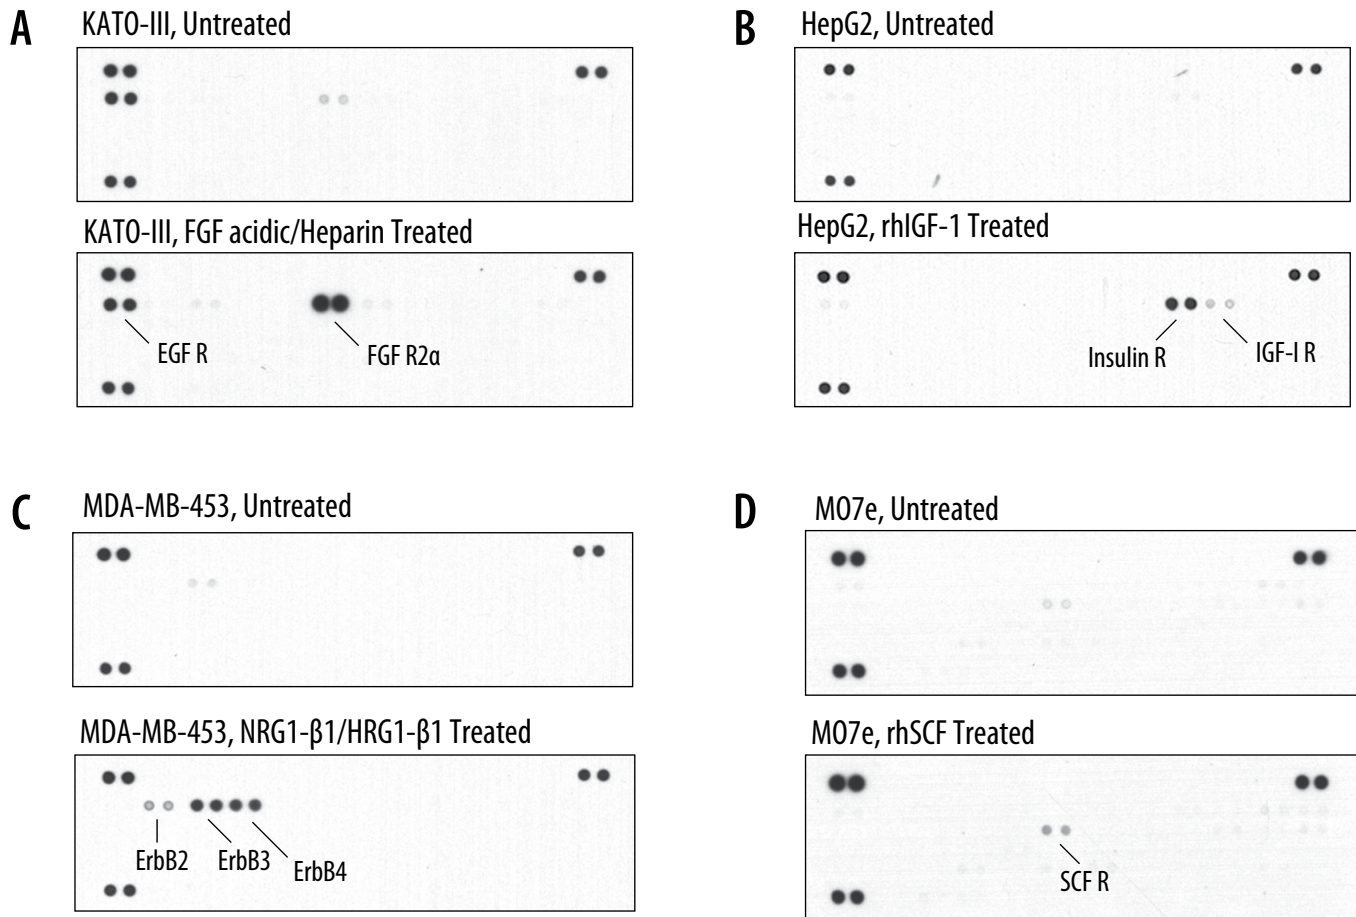 A
KATO-III, Untreated
KATO-III, FGF acidic/Heparin Treated
EGF R
FGF R2α
B
HepG2, Untreated
HepG2, rhIGF-1 Treated
Insulin R
IGF-I R
C
MDA-MB-453, Untreated
MDA-MB-453, NRG1-β1/HRG1-β1 Treated
ErbB2
ErbB3
ErbB4
D
MO7e, Untreated
MO7e, rhSCF Treated
SCF R